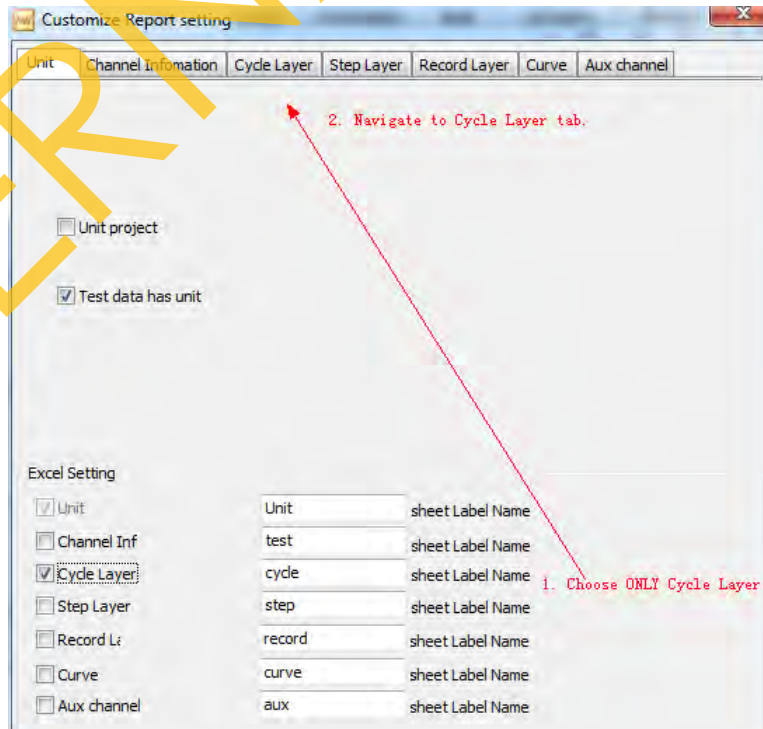 Customize Report setting
Unit Channel Infomation Cycle Layer Step Layer Record Layer Curve Aux channel
2. Navigate to Cycle Layer tab.
Unit project
Test data has unit
Excel Setting
Unit Unit sheet Label Name
Channel Inf test sheet Label Name
Cycle Layer cycle sheet Label Name
1. Choose ONLY Cycle Layer
Step Layer step sheet Label Name
Record La record sheet Label Name
Curve curve sheet Label Name
Aux channel aux sheet Label Name